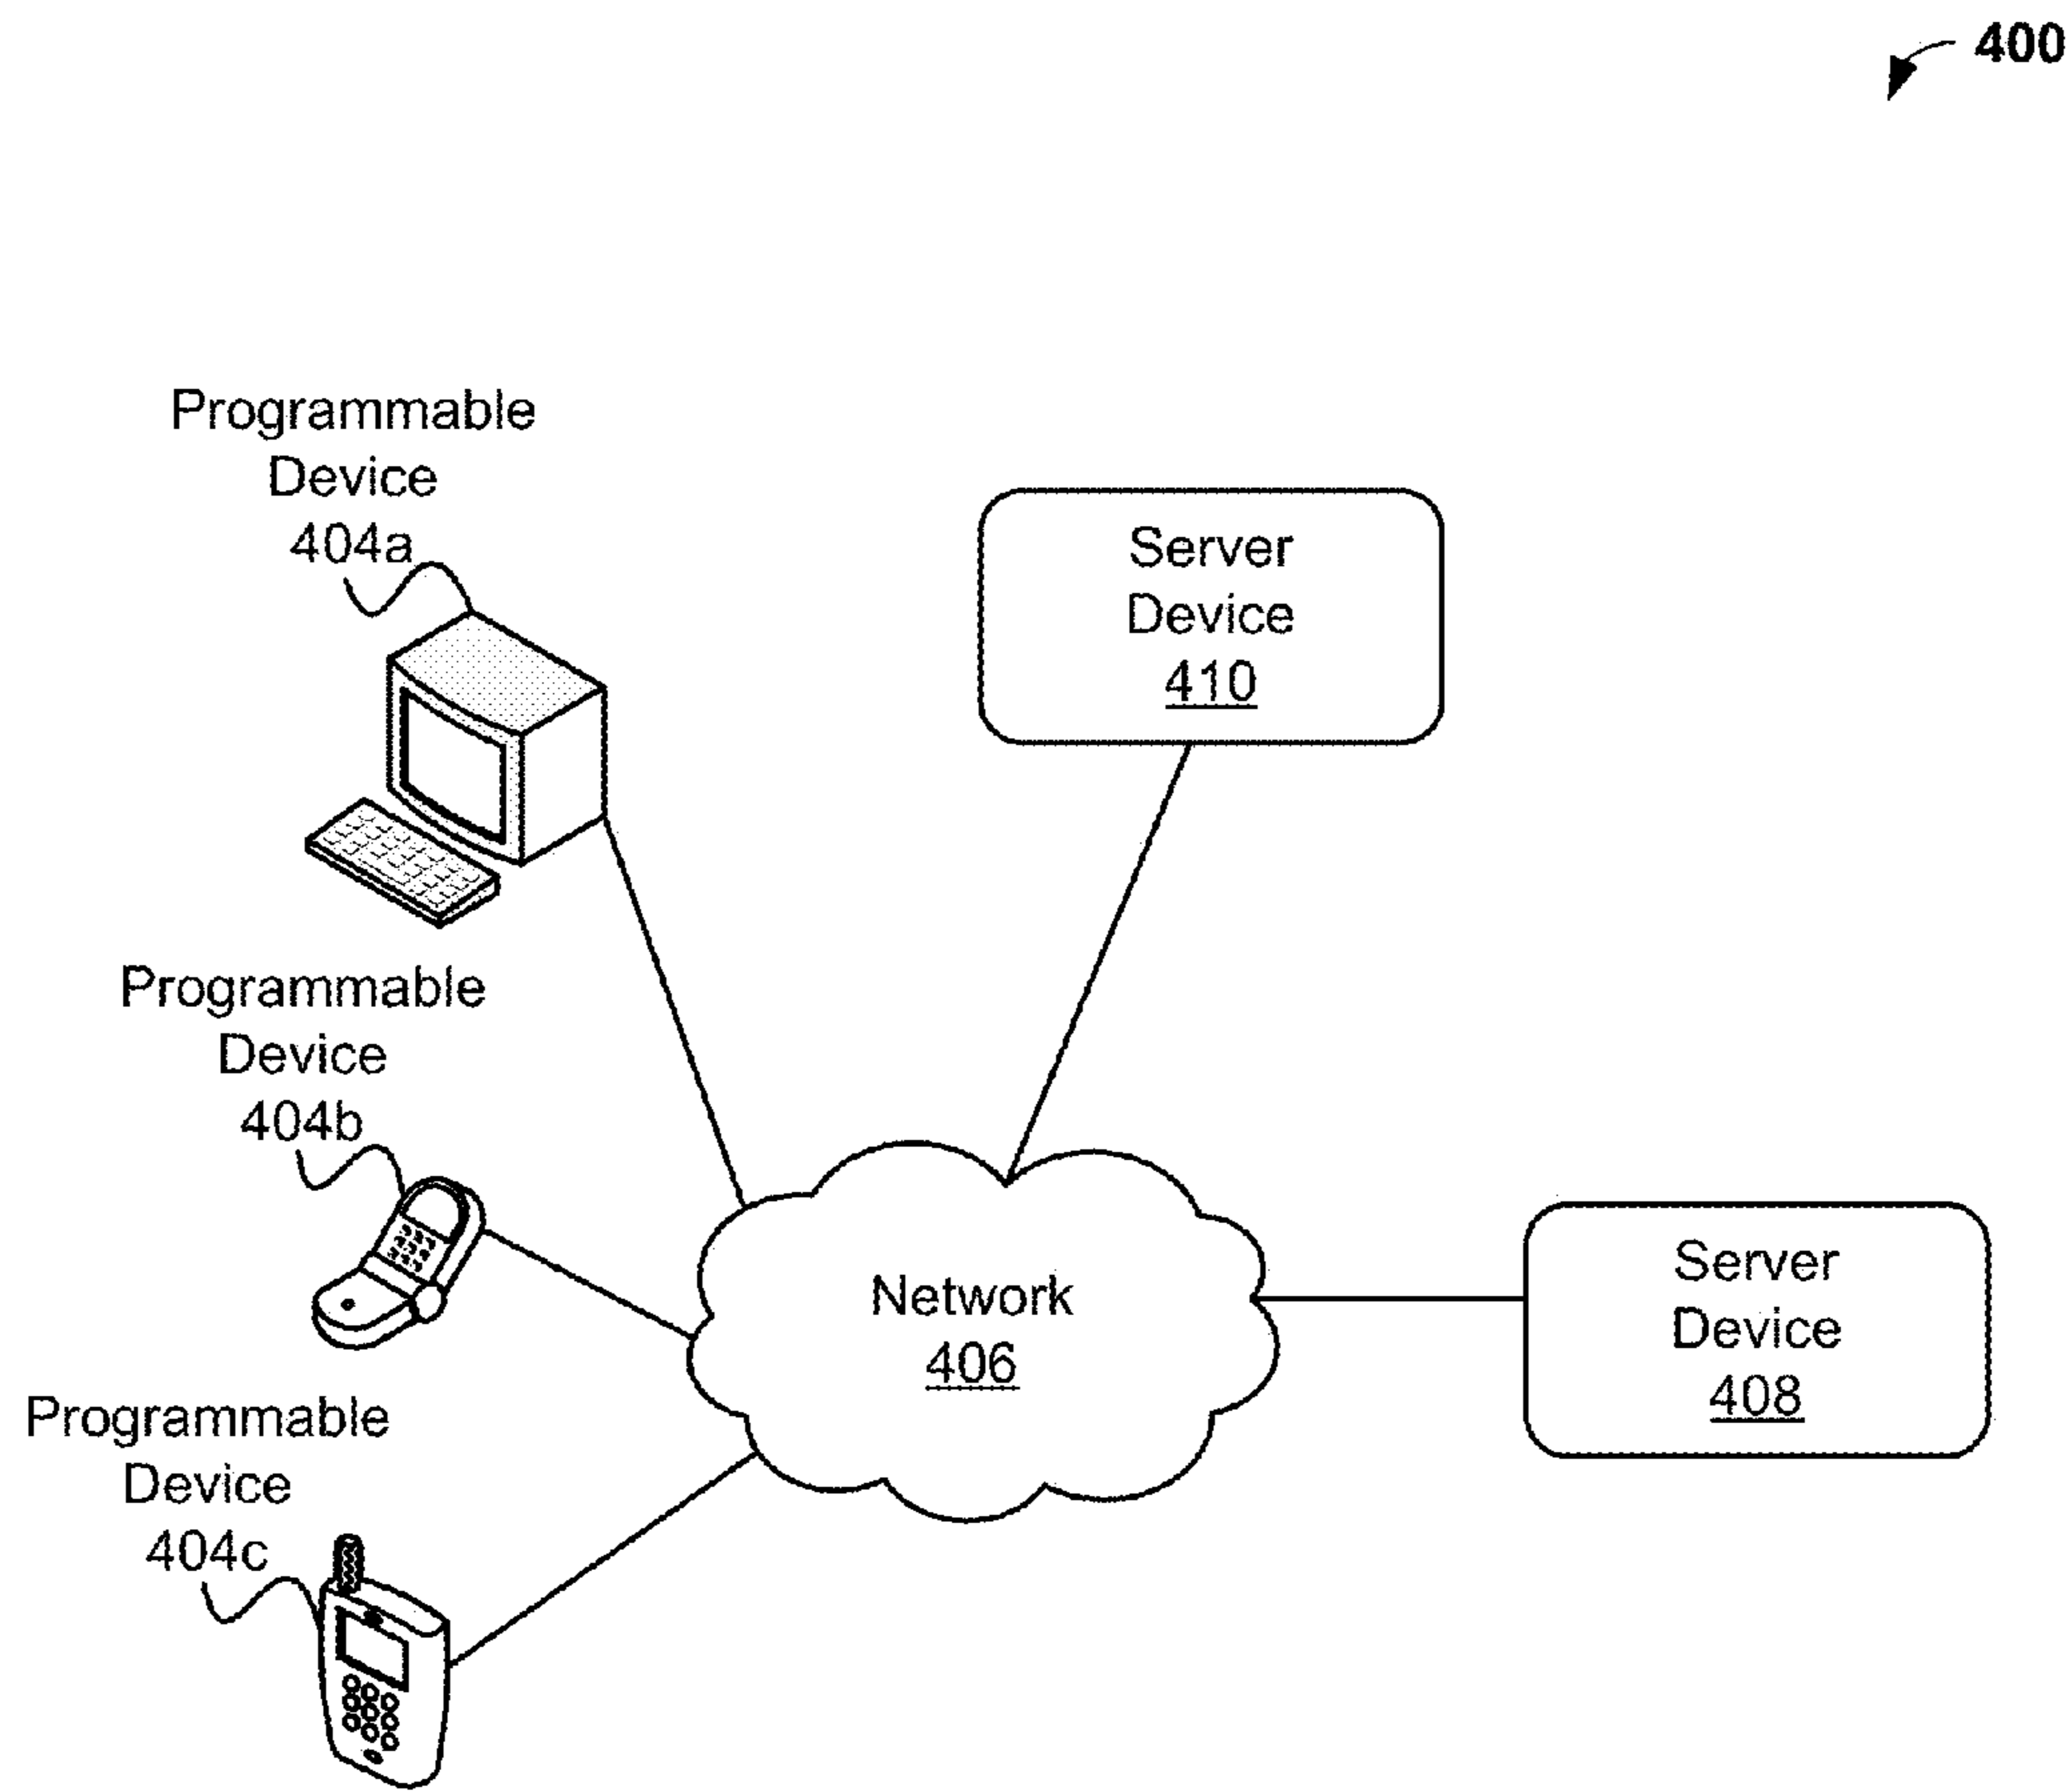 400
Programmable
Device
404a
Server
Device
410
Programmable
Device
404b
Network
406
Server
Device
408
Programmable
Device
404c